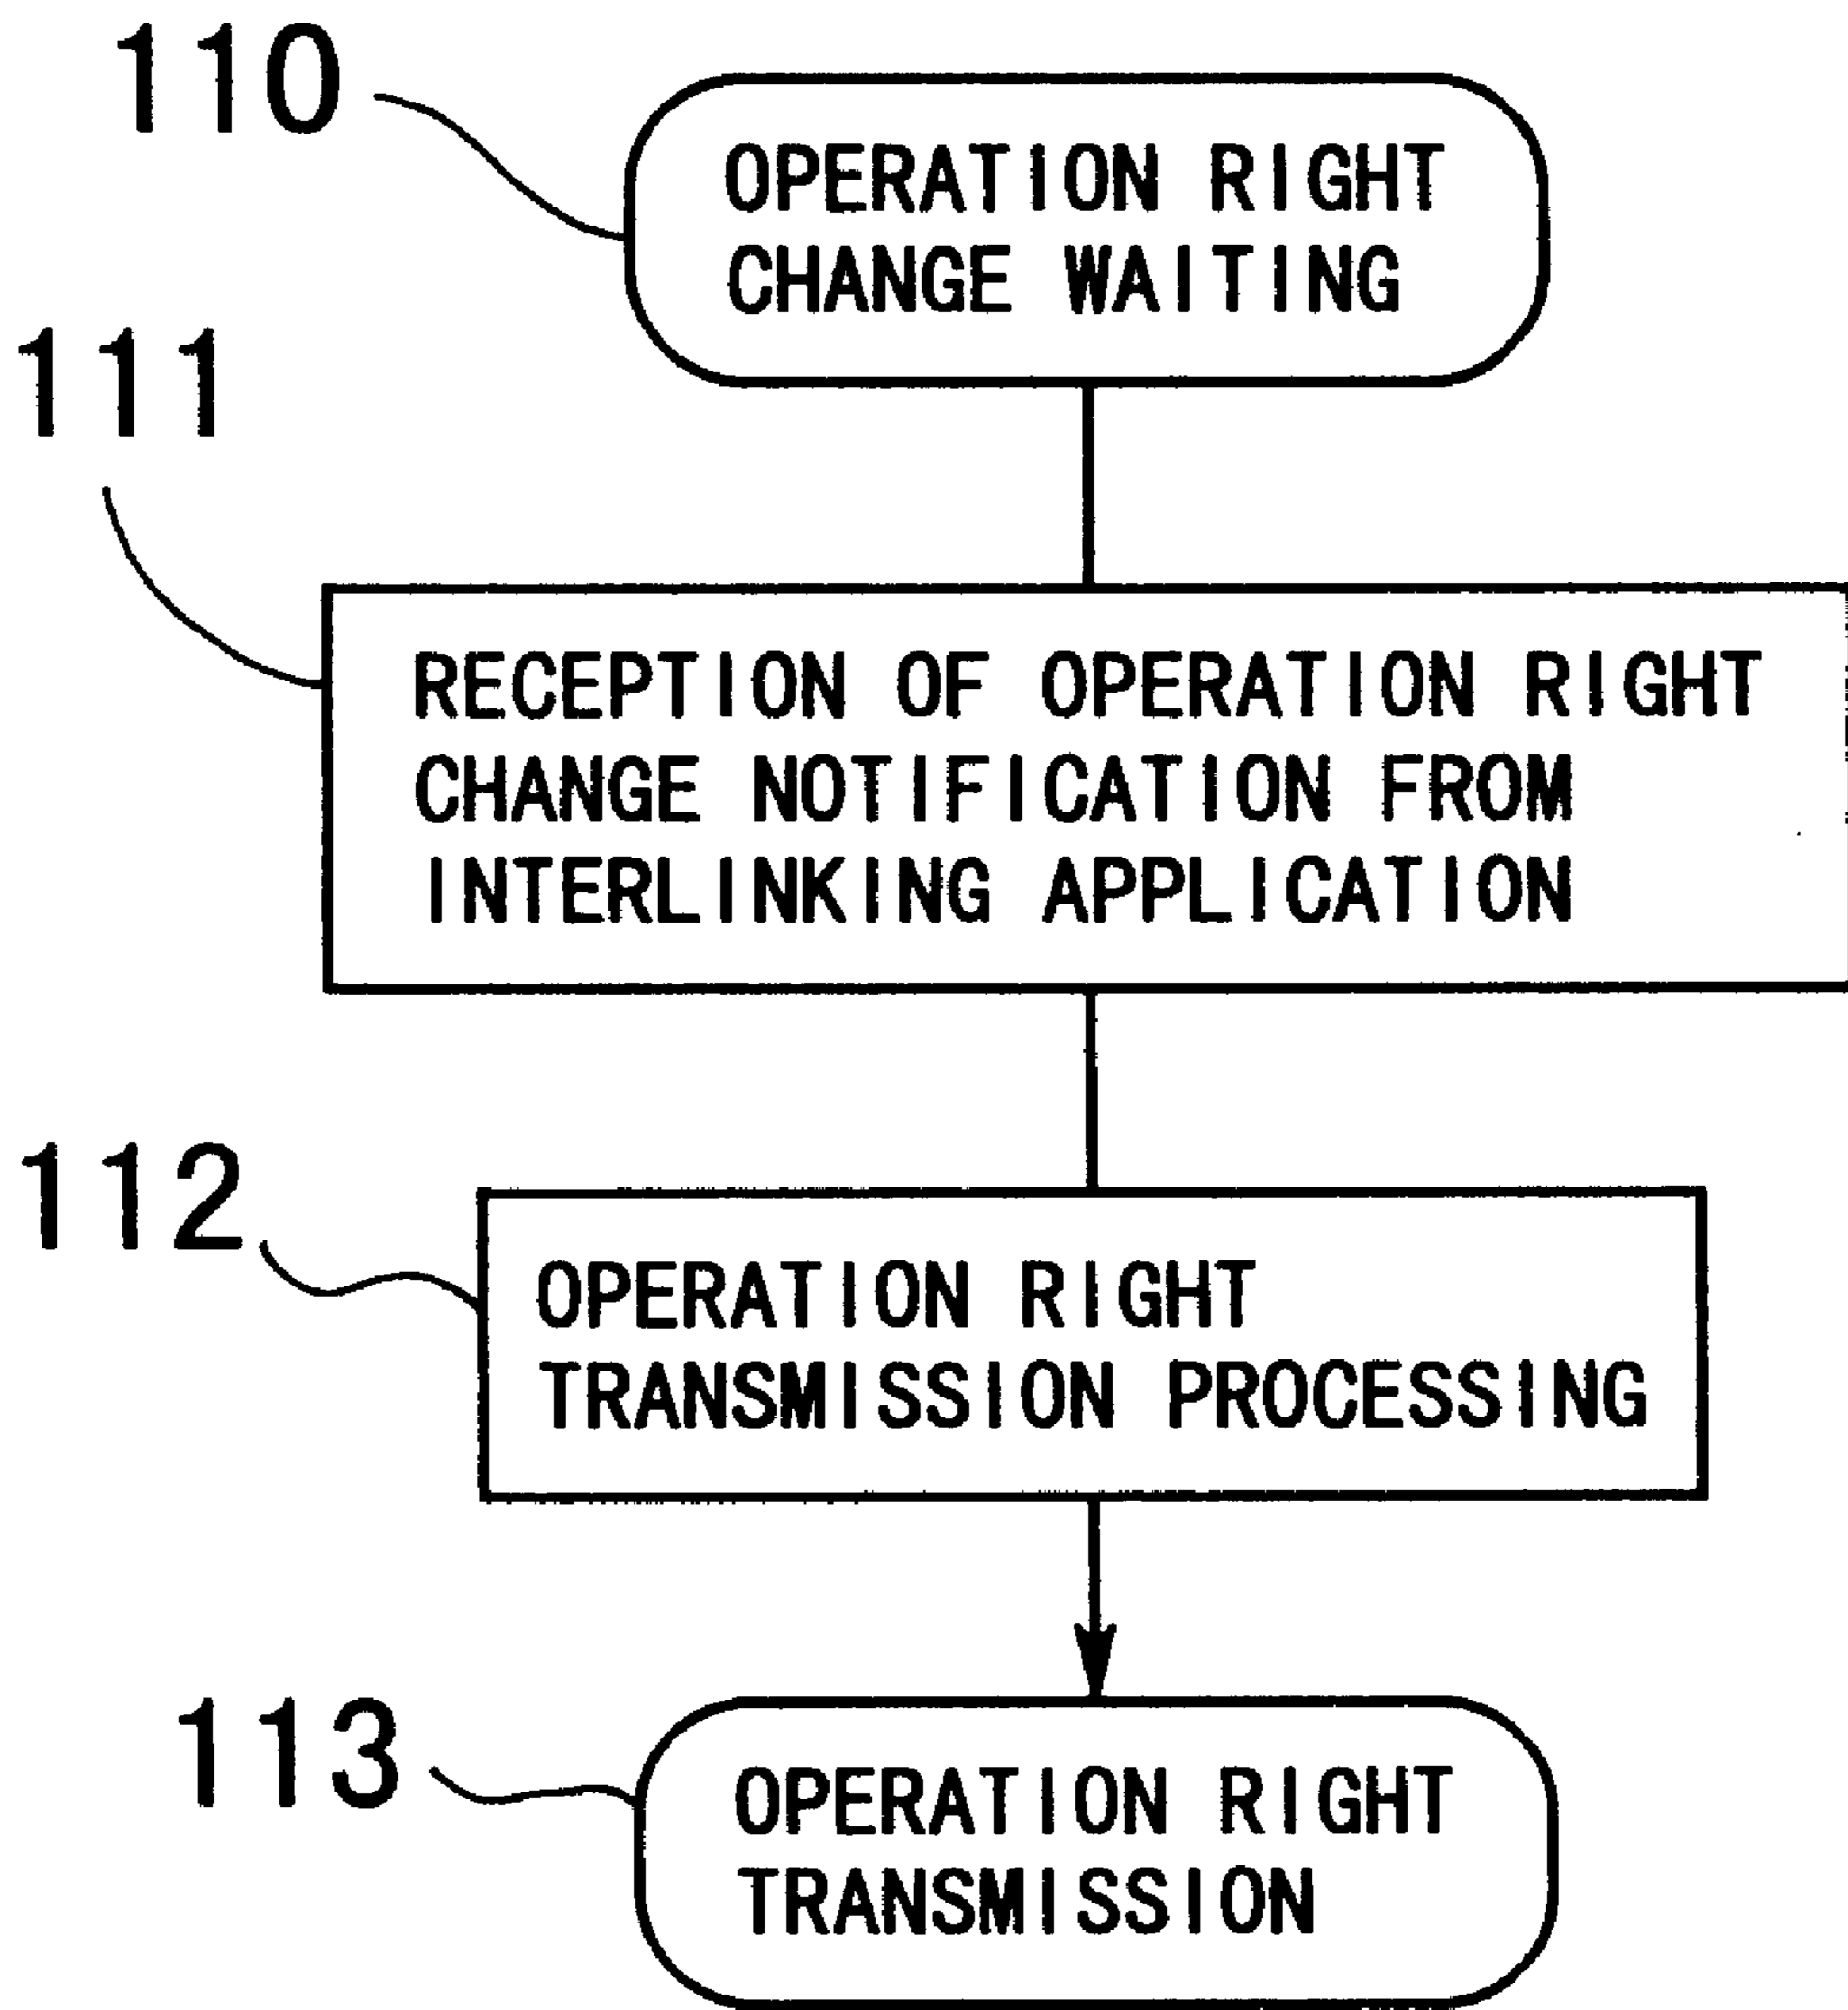 110
OPERATION RIGHT
CHANGE WAITING
111
RECEPTION OF OPERATION RIGHT
CHANGE NOTIFICATION FROM
INTERLINKING APPLICATION
112
OPERATION RIGHT
TRANSMISSION PROCESSING
113
OPERATION RIGHT
TRANSMISSION